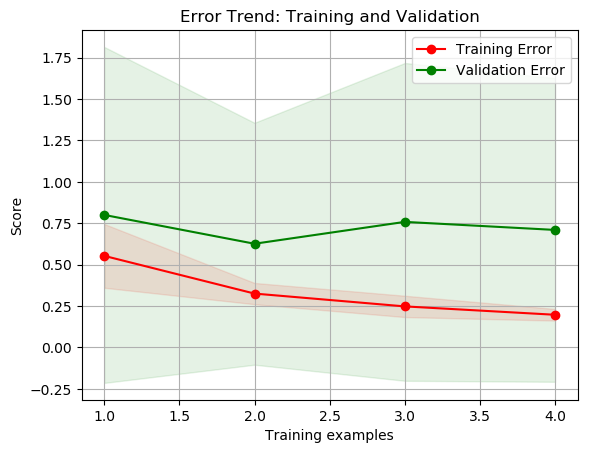 Error Trend: Training and Validation
Training Error
Validation Error
1.75
1.50
1.25
1.00
0.75
0.50
0.25
0.00
−0.25
Score
1.0 1.5 2.0 2.5 3.0 3.5 4.0
Training examples